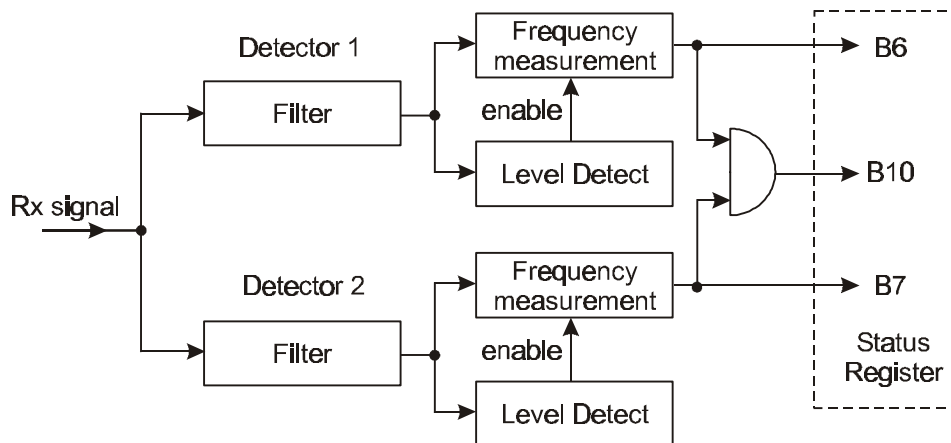 Detector 1
Filter
Frequency
measurement
enable
Level Detect
B6
B10
Rx signal
Detector 2
Filter
Frequency
measurement
enable
Level Detect
B7
Status
Register